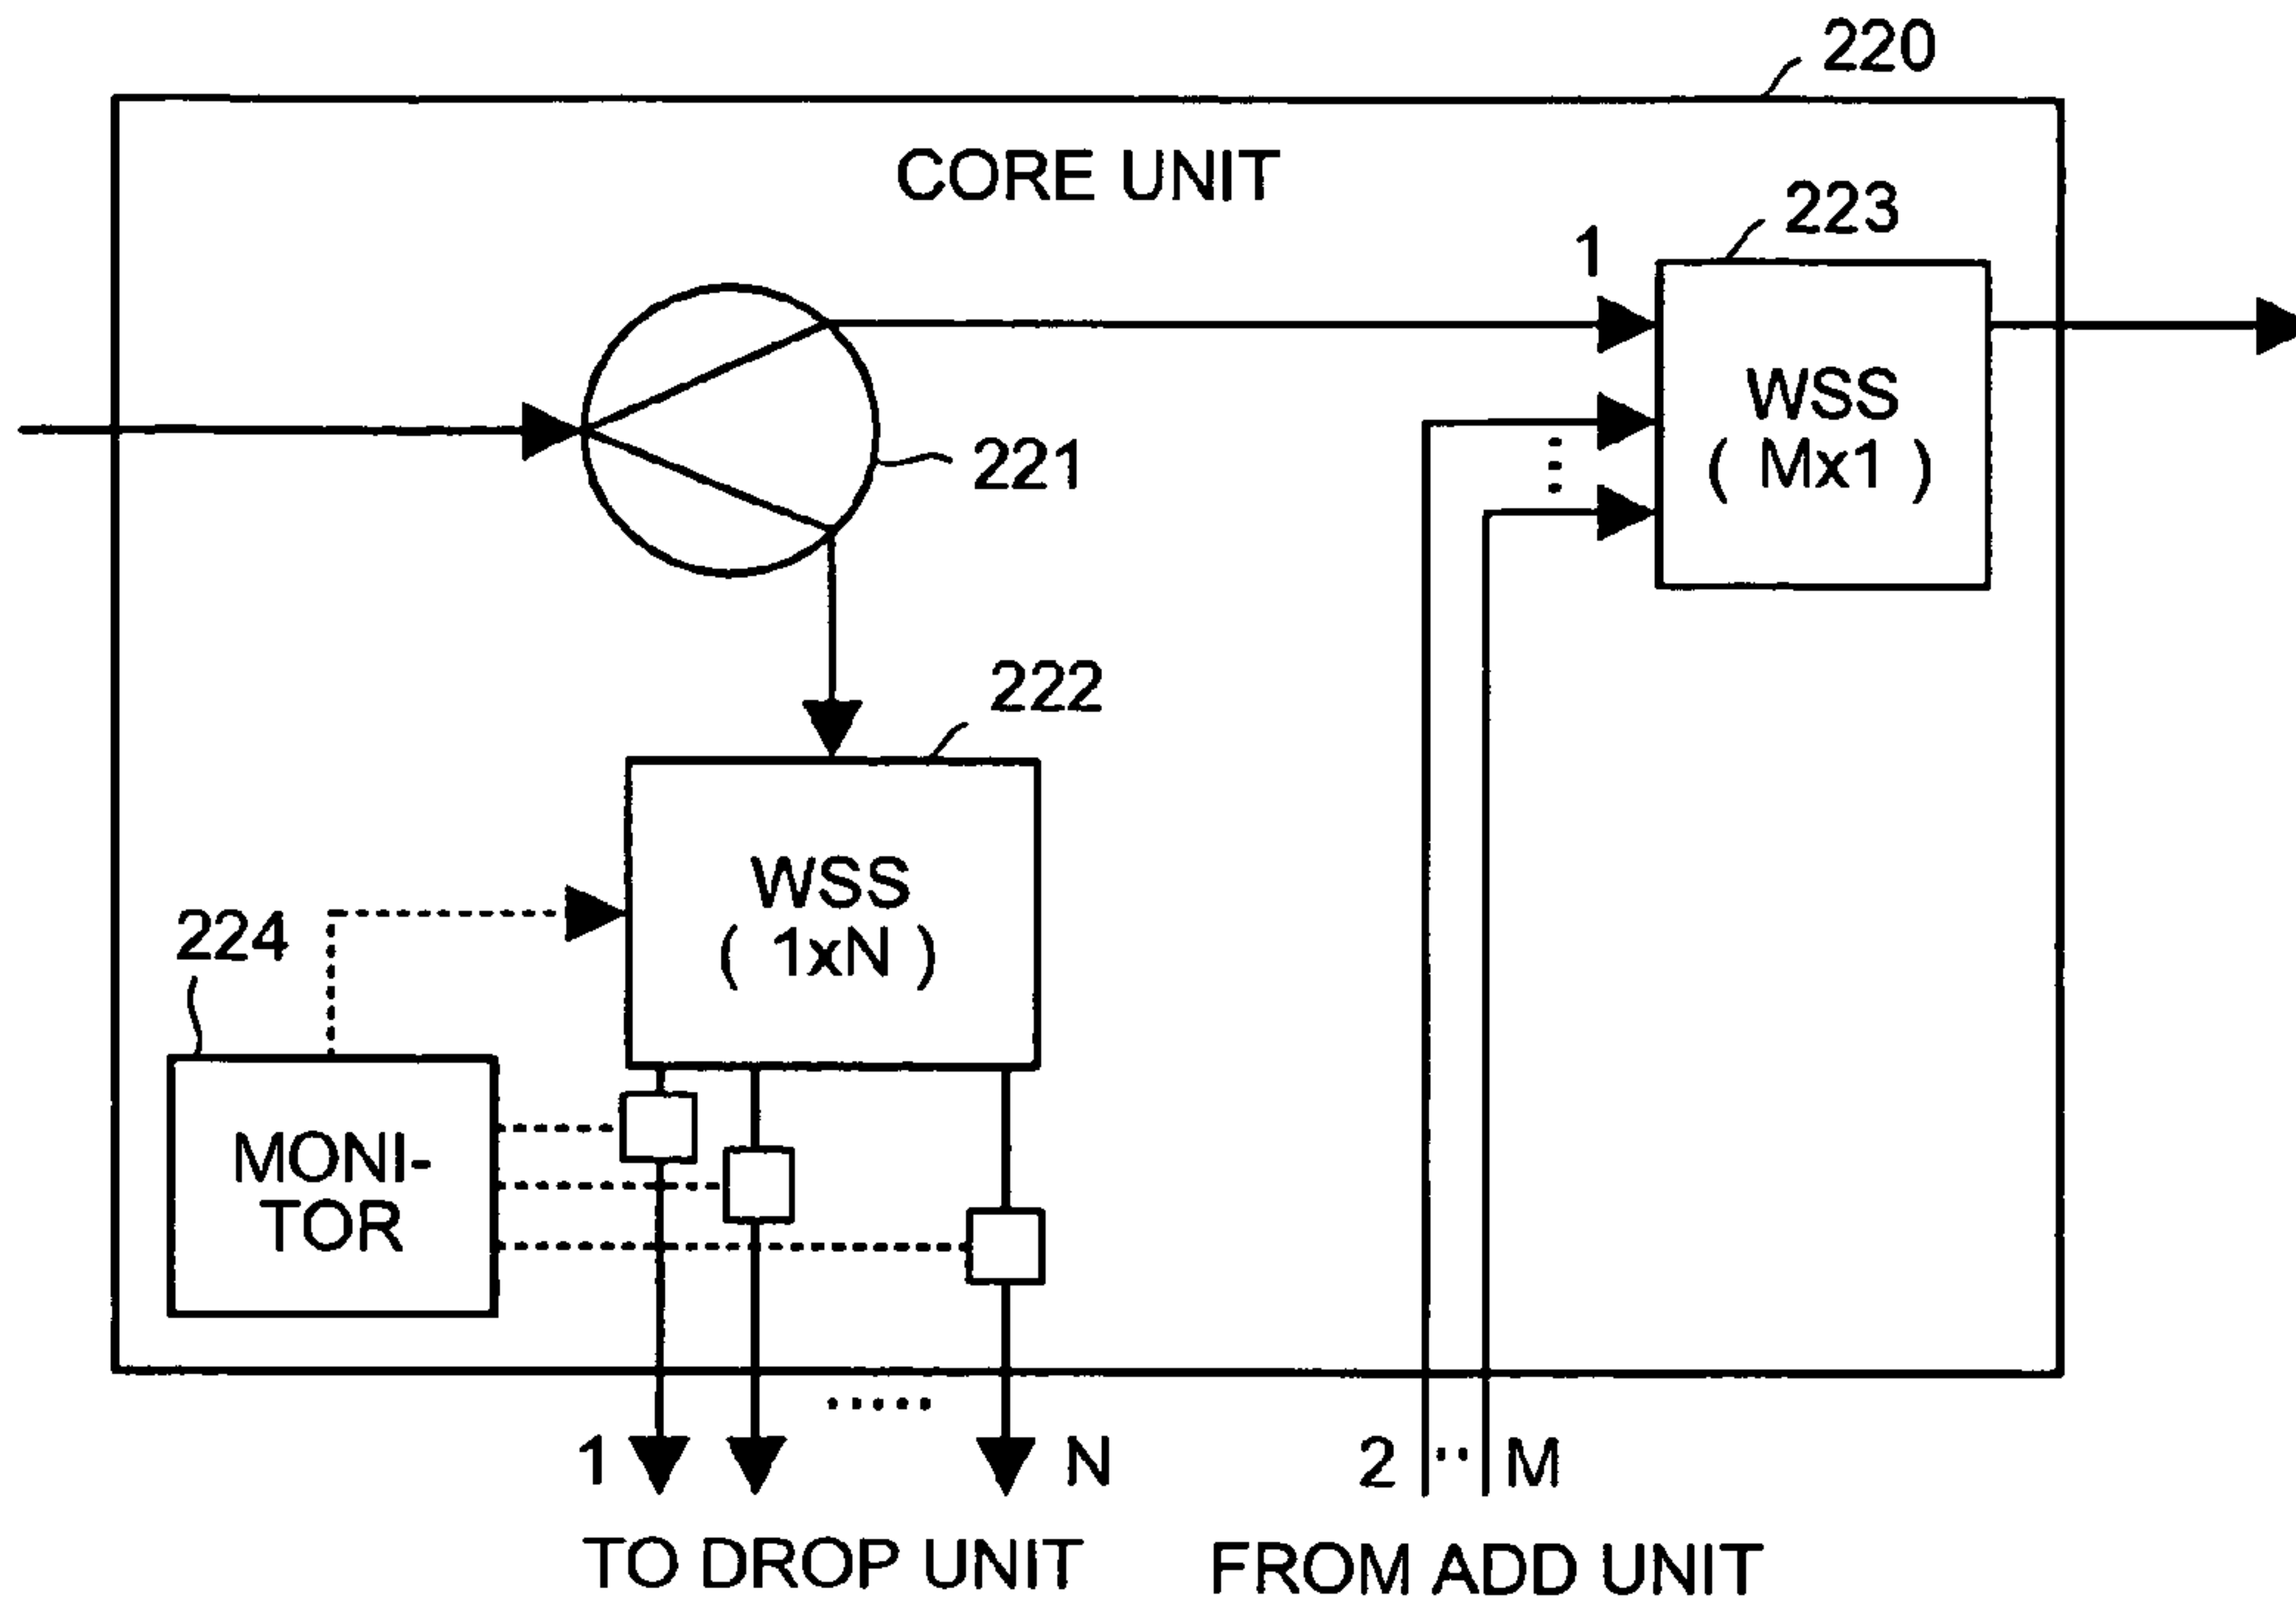 220
CORE UNIT
223
1
WSS
( Mx1 )
221
222
WSS
( 1xN )
224
MONI-
TOR
1
N
2
M
TO DROP UNIT
FROM ADD UNIT